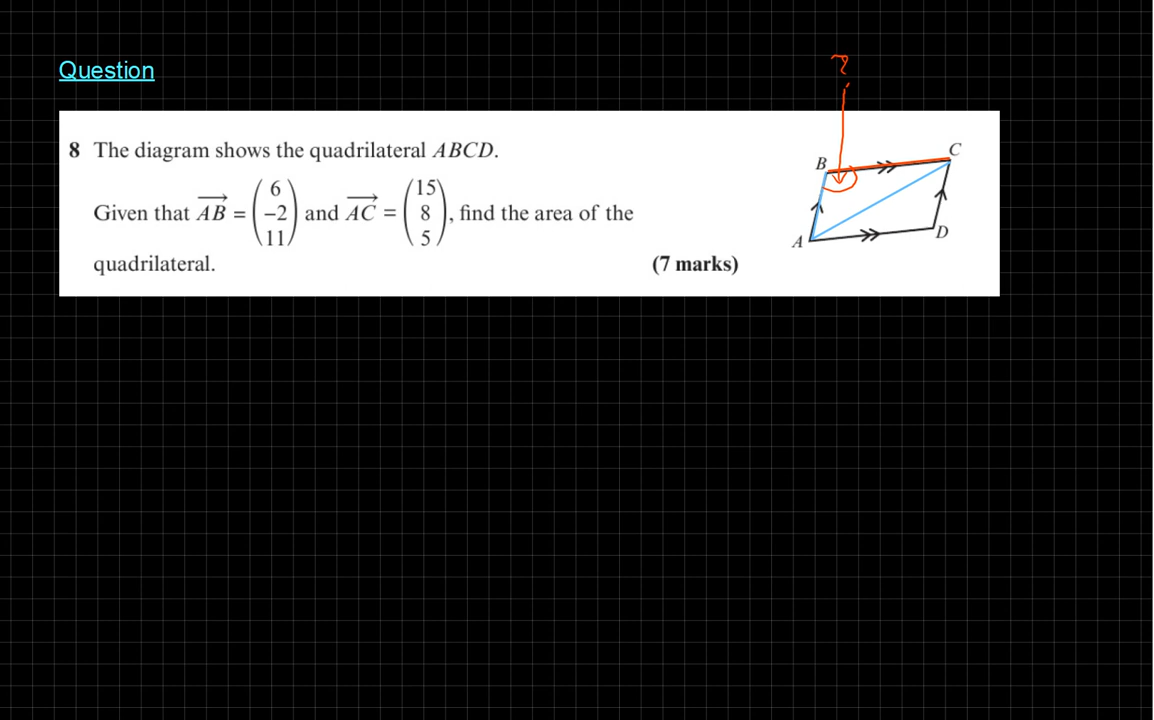 Question
?
8 The diagram shows the quadrilateral ABCD.
Given that AB→ = (6 −2 11) and AC→ = (15 8 5), find the area of the
quadrilateral.
(7 marks)
B
C
A
D